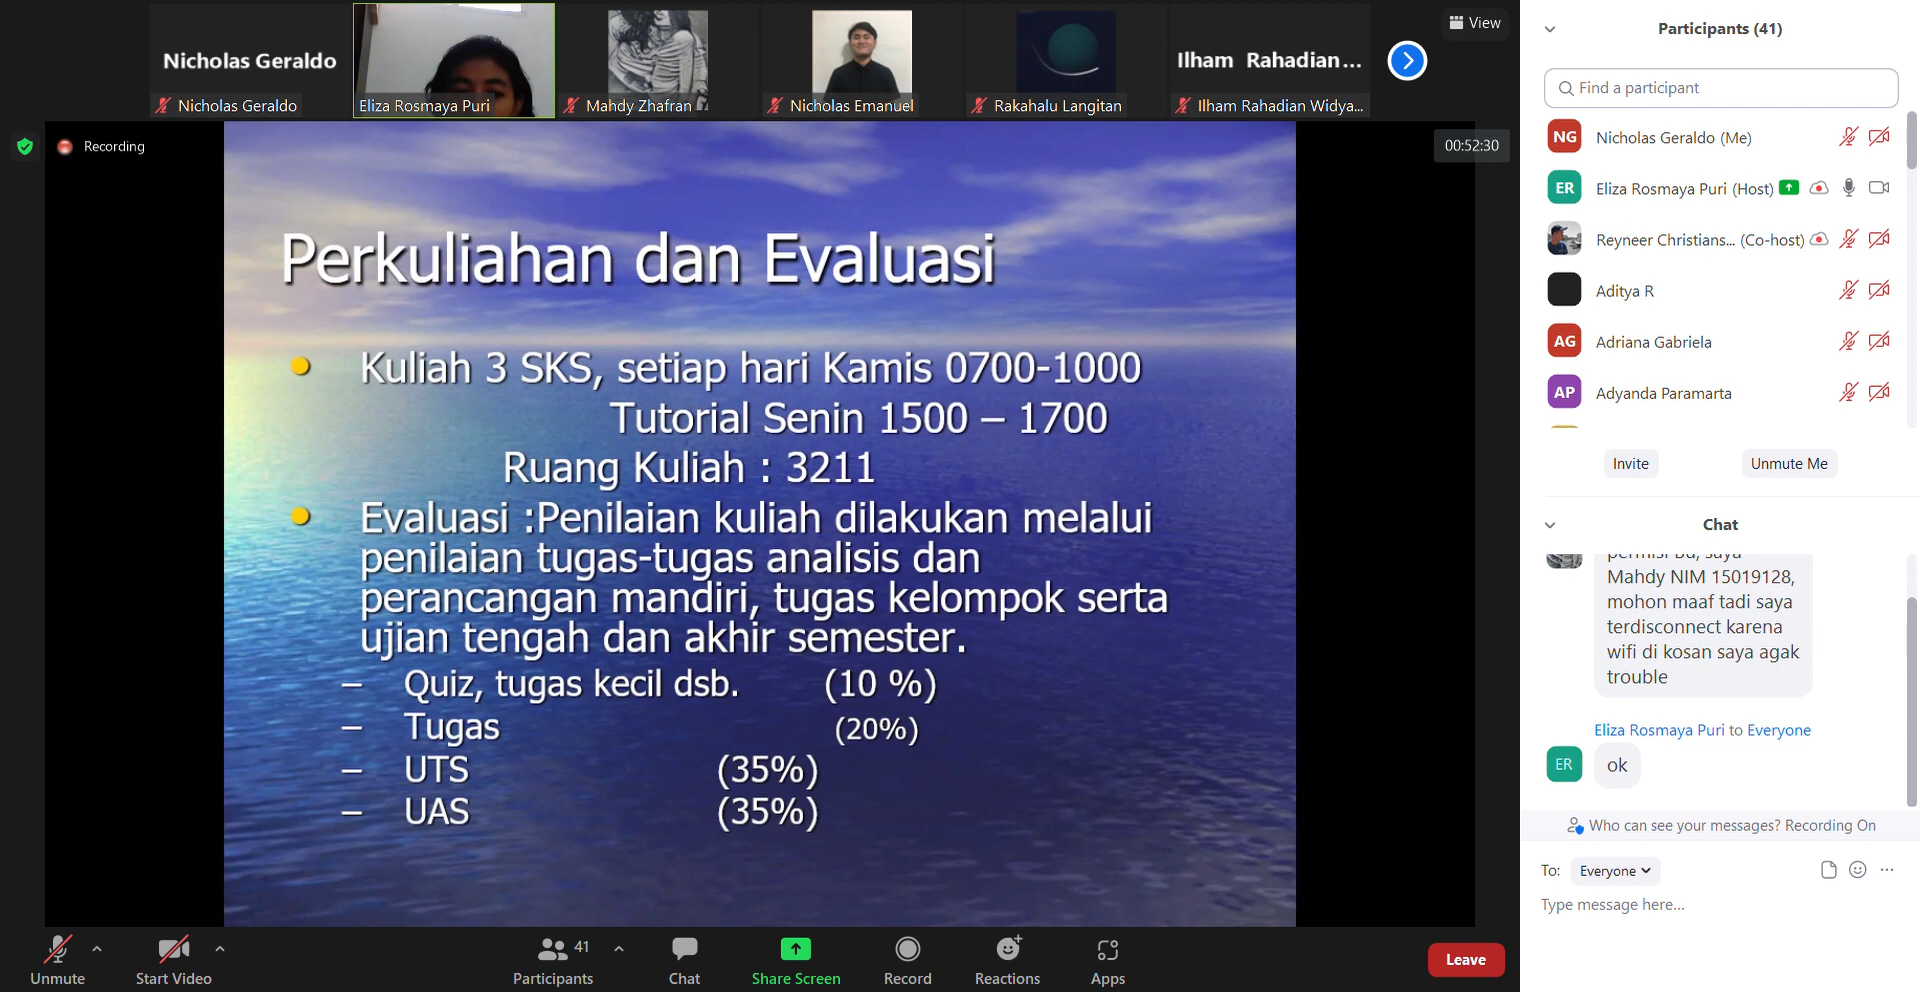 Nicholas Geraldo
Ilham Rahadian...
View
Nicholas Geraldo
Eliza Rosmaya Puri
Mahdy Zhafran
Nicholas Emanuel
Rakahalu Langitan
Ilham Rahadian Widya...
Recording
00:52:30
Perkuliahan dan Evaluasi
Kuliah 3 SKS, setiap hari Kamis 0700-1000
Tutorial Senin 1500 – 1700
Ruang Kuliah : 3211
Evaluasi :Penilaian kuliah dilakukan melalui
penilaian tugas-tugas analisis dan
perancangan mandiri, tugas kelompok serta
ujian tengah dan akhir semester.
– Quiz, tugas kecil dsb. (10 %)
– Tugas (20%)
– UTS (35%)
– UAS (35%)
Unmute
Start Video
41
Participants
Chat
Share Screen
Record
Reactions
Apps
Leave
Participants (41)
Find a participant
NG Nicholas Geraldo (Me)
ER Eliza Rosmaya Puri (Host)
Reyneer Christians... (Co-host)
Aditya R
AG Adriana Gabriela
AP Adyanda Paramarta
Invite
Unmute Me
Chat
permisi Bu, saya
Mahdy NIM 15019128,
mohon maaf tadi saya
terdisconnect karena
wifi di kosan saya agak
trouble
Eliza Rosmaya Puri to Everyone
ER ok
Who can see your messages? Recording On
To: Everyone
Type message here...